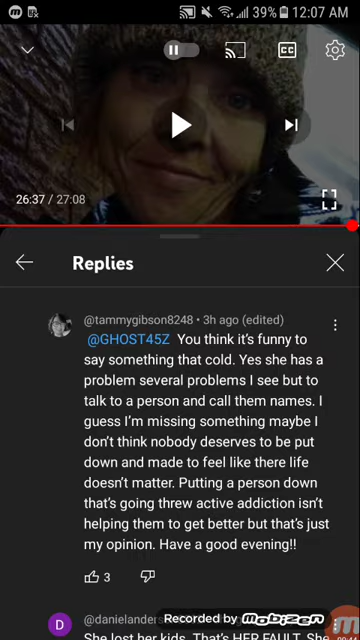 39% 12:07 AM
CC
26:37 / 27:08
Replies
@tammygibson8248 • 3h ago (edited)
@GHOST45Z You think it's funny to
say something that cold. Yes she has a
problem several problems I see but to
talk to a person and call them names. I
guess I'm missing something maybe I
don't think nobody deserves to be put
down and made to feel like there life
doesn't matter. Putting a person down
that's going threw active addiction isn't
helping them to get better but that's just
my opinion. Have a good evening!!
3
D
@danielanders
Recorded by mobizen
She lost her kids. That's HER FAULT. She